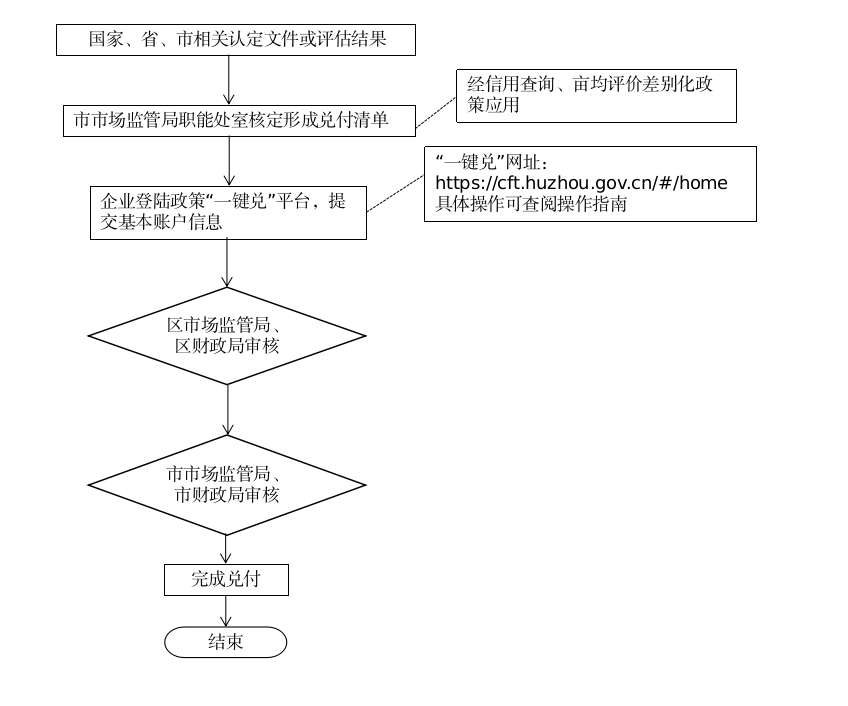 国家、省、市相关认定文件或评估结果
经信用查询、亩均评价差别化政
策应用
市市场监管局职能处室核定形成兑付清单
“一键兑”网址：
https://cft.huzhou.gov.cn/#/home
具体操作可查阅操作指南
企业登陆政策“一键兑”平台，提
交基本账户信息
区市场监管局、
区财政局审核
市市场监管局、
市财政局审核
完成兑付
结束